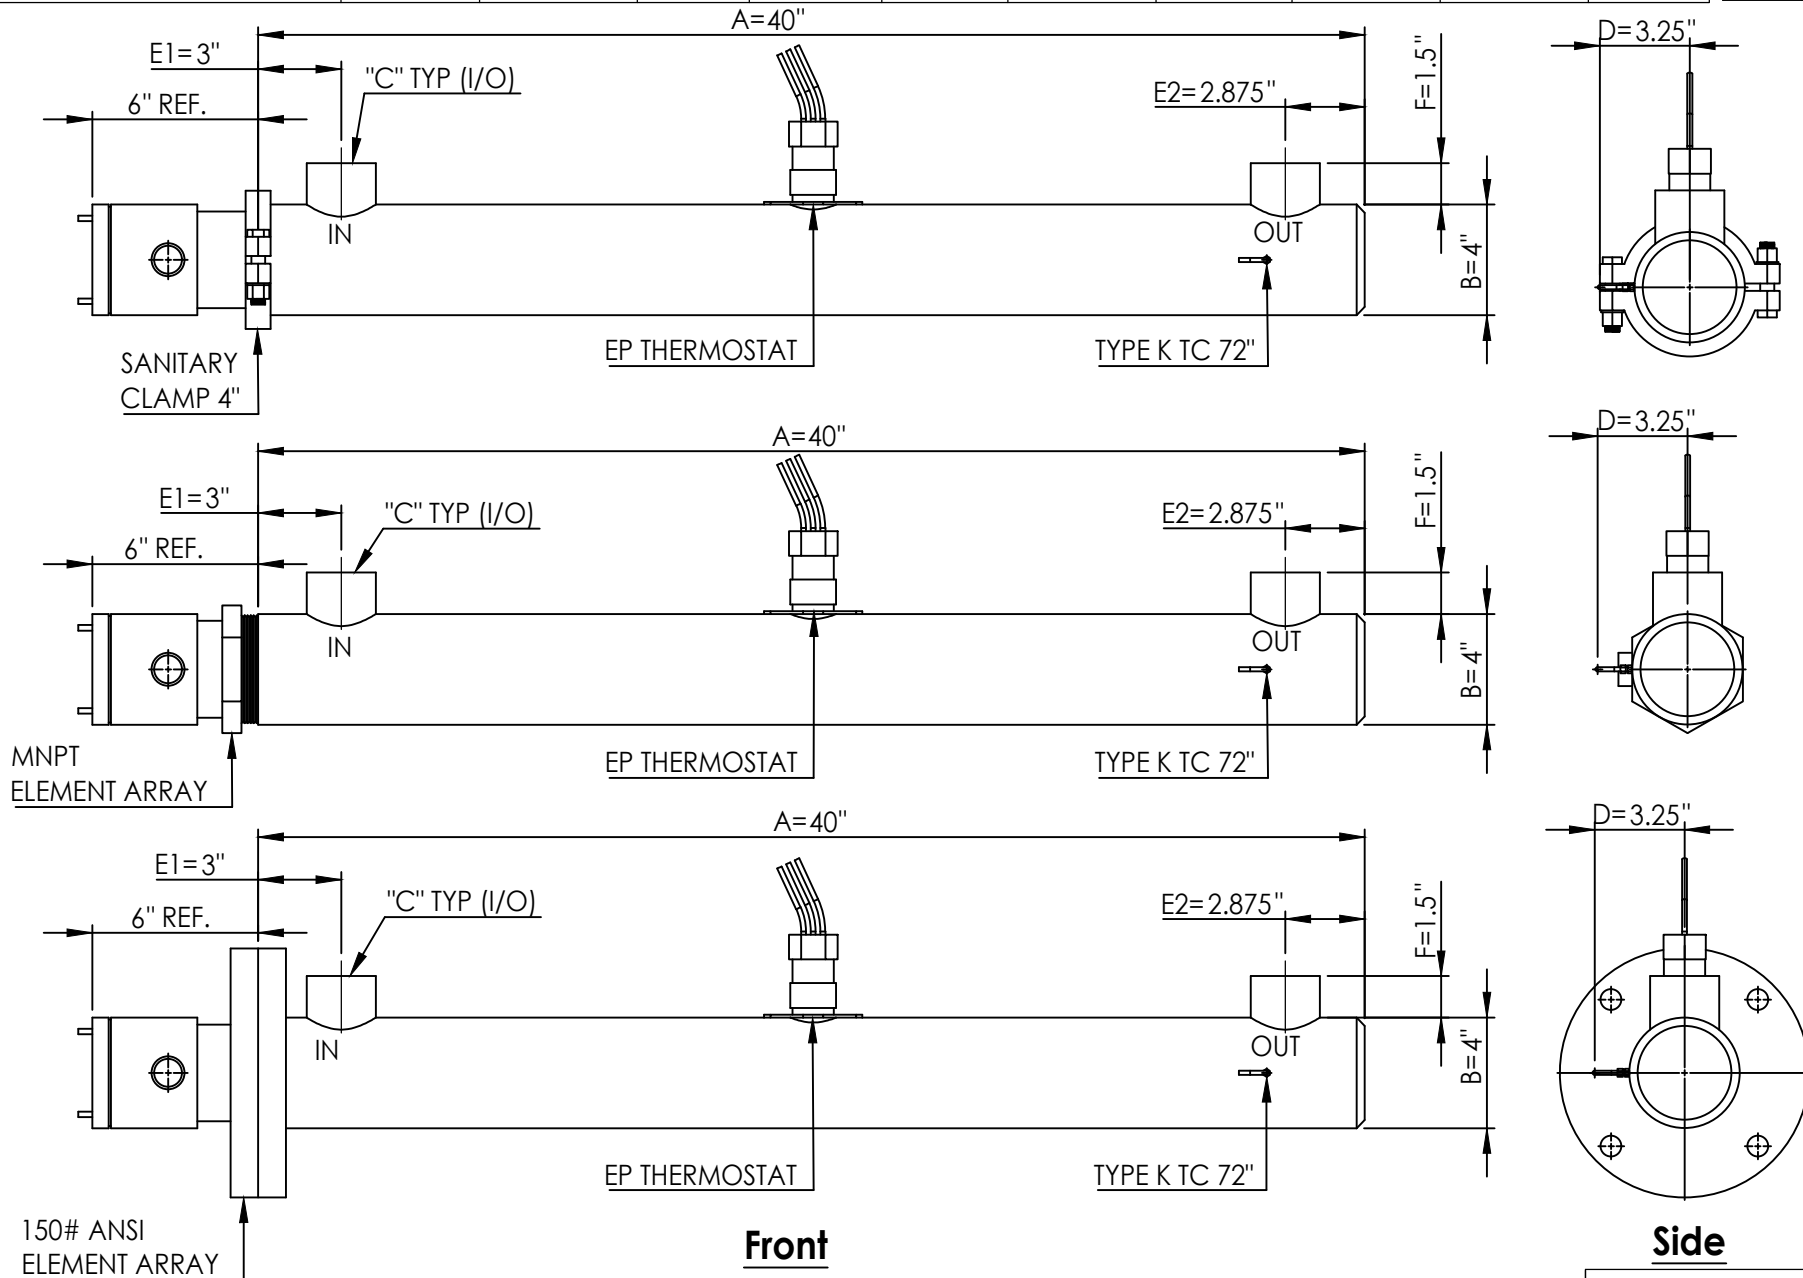 A=40"
D=3.25"
E1=3"
"C" TYP (I/O)
E2=2.875"
F=1.5"
6" REF.
IN
OUT
B=4"
EP THERMOSTAT
TYPE K TC 72"
SANITARY
CLAMP 4"
A=40"
D=3.25"
E1=3"
"C" TYP (I/O)
E2=2.875"
F=1.5"
6" REF.
IN
OUT
B=4"
MNPT
ELEMENT ARRAY
EP THERMOSTAT
TYPE K TC 72"
A=40"
D=3.25"
E1=3"
"C" TYP (I/O)
E2=2.875"
F=1.5"
6" REF.
IN
OUT
B=4"
EP THERMOSTAT
TYPE K TC 72"
150# ANSI
ELEMENT ARRAY
Front
Side